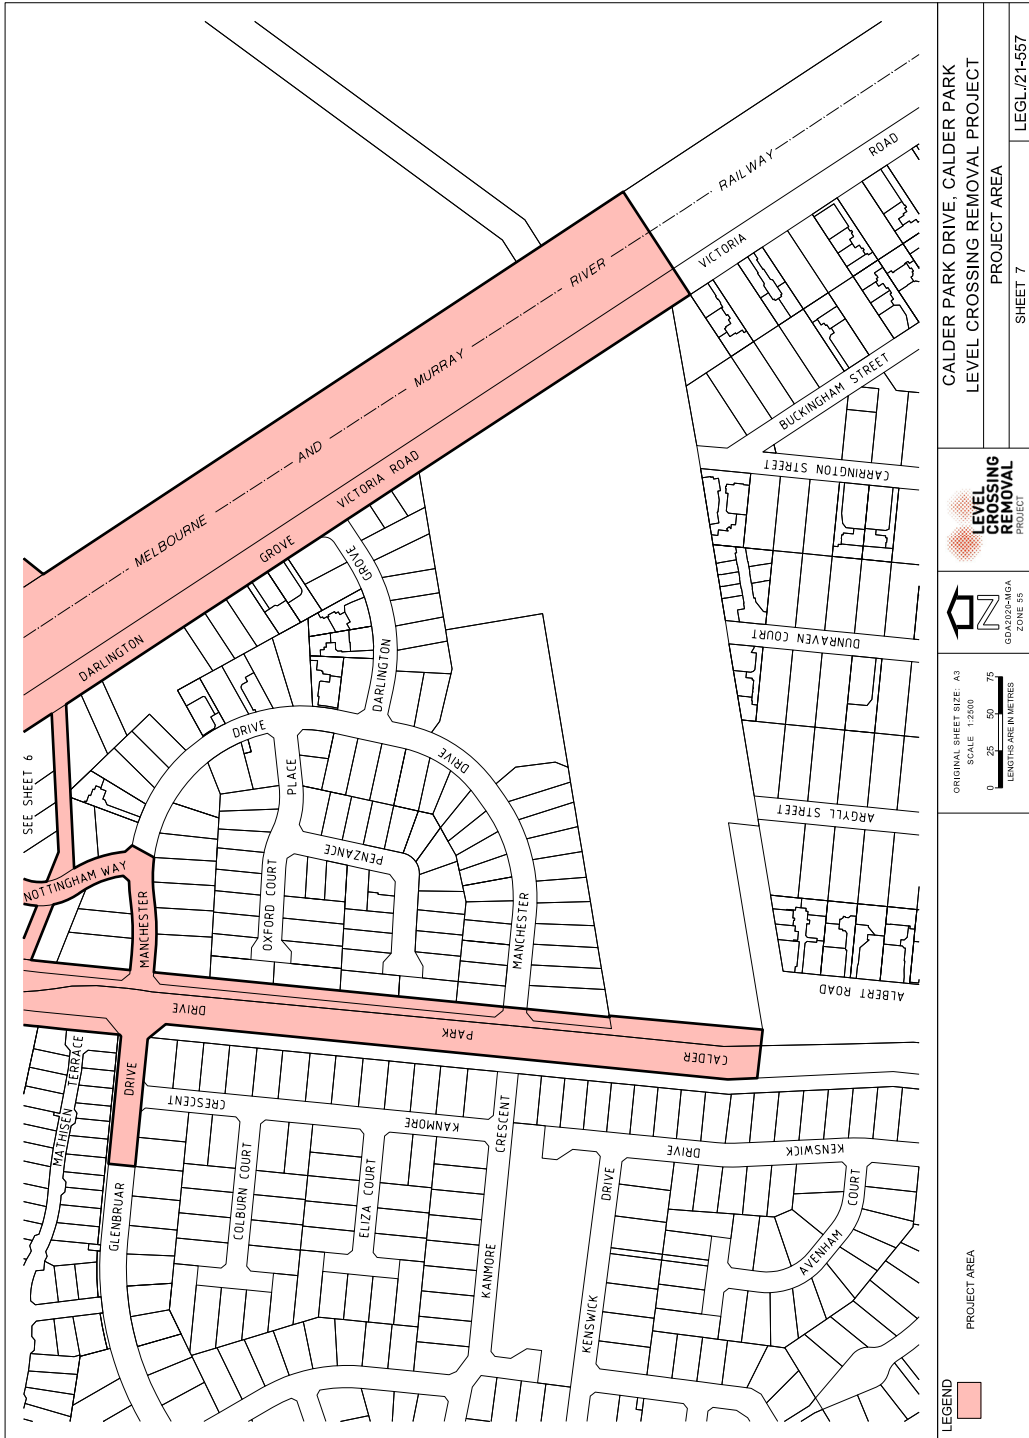 SEE SHEET 6
NOTTINGHAM WAY
MANCHESTER
DRIVE
DARLINGTON
GROVE
VICTORIA ROAD
MELBOURNE
AND
MURRAY
RIVER
RAILWAY
VICTORIA
ROAD
GROVE
DARLINGTON
DRIVE
PLACE
OXFORD COURT
PENZANCE
MANCHESTER
DRIVE
PARK
CALDER
MATHISEN TERRACE
DRIVE
GLENBRUAR
CRESCENT
KANMORE
COLBURN COURT
ELIZA COURT
CRESCENT
KANMORE
DRIVE
KENSWICK
DRIVE
KENSWICK
COURT
AVENHAM
BUCKINGHAM STREET
CARRINGTON STREET
DUNRAVEN COURT
ARGYLL STREET
ALBERT ROAD
DRIVE
LEGEND
PROJECT AREA
ORIGINAL SHEET SIZE: A3
SCALE 1:2500
0 25 50 75
LENGTHS ARE IN METRES
N
GDA2020-MGA
ZONE 55
LEVEL
CROSSING
REMOVAL
PROJECT
CALDER PARK DRIVE, CALDER PARK
LEVEL CROSSING REMOVAL PROJECT
PROJECT AREA
SHEET 7
LEGL./21-557